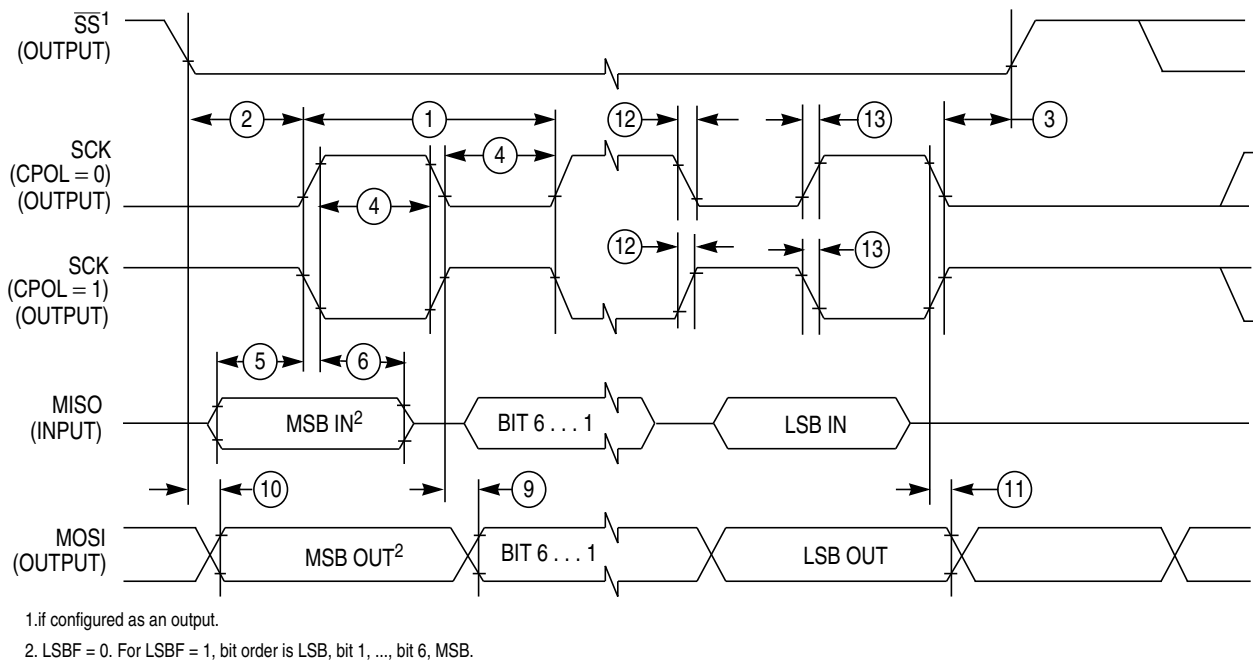 SS1
(OUTPUT)
2
1
12
13
3
SCK
(CPOL = 0)
(OUTPUT)
4
4
SCK
(CPOL = 1)
(OUTPUT)
12
13
5
6
MISO
(INPUT)
MSB IN2
BIT 6 . . . 1
LSB IN
10
9
11
MOSI
(OUTPUT)
MSB OUT2
BIT 6 . . . 1
LSB OUT
1.if configured as an output.
2. LSBF = 0. For LSBF = 1, bit order is LSB, bit 1, ..., bit 6, MSB.